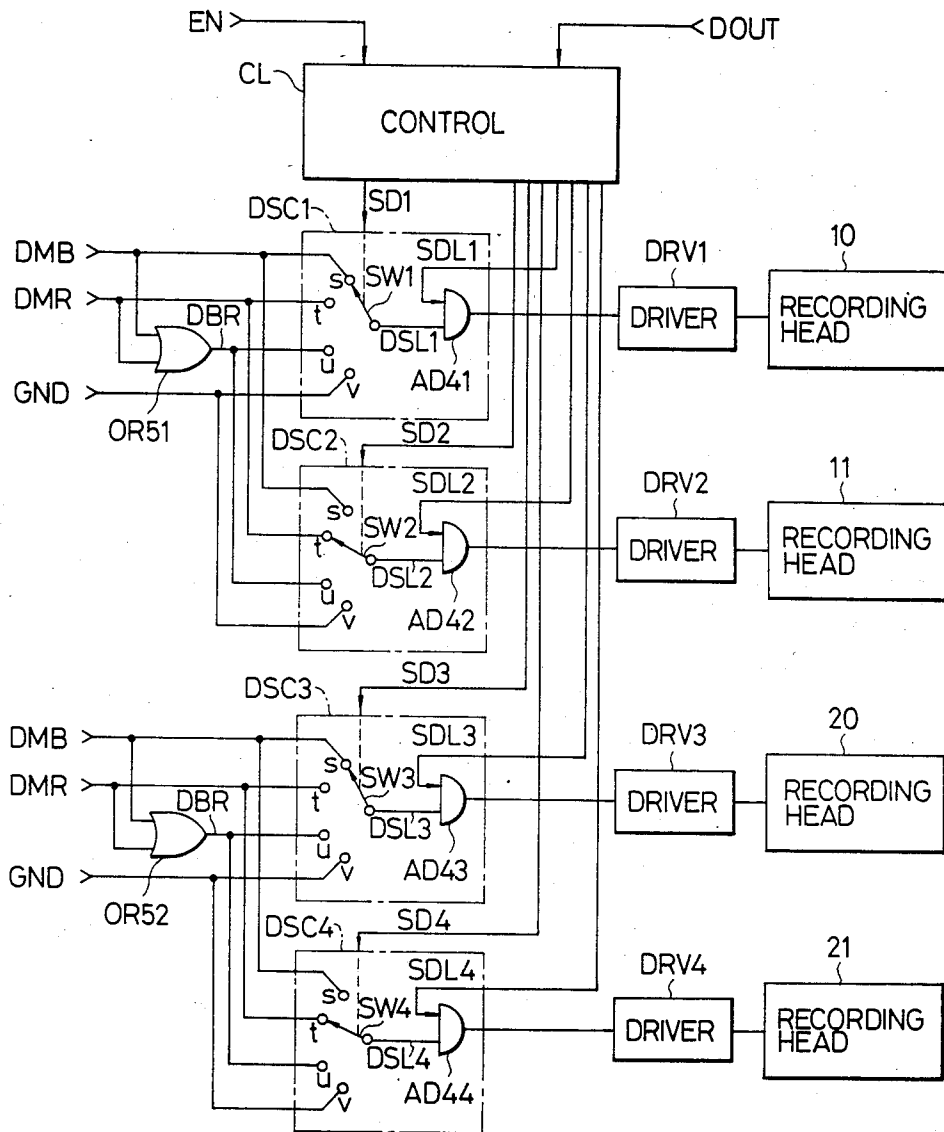 EN
DOUT
CL
CONTROL
SD1
DSC1
DMB
SDL1
DRV1
10
S
SW1
DMR
DBR
t
DRIVER
RECORDING
HEAD
DSL1
u
AD41
GND
v
OR51
SD2
DSC2
SDL2
DRV2
11
S
SW2
t
DRIVER
RECORDING
HEAD
DSL2
u
AD42
v
SD3
DSC3
DMB
SDL3
DRV3
20
S
SW3
DMR
DBR
t
DRIVER
RECORDING
HEAD
DSL3
u
AD43
GND
v
OR52
SD4
DSC4
SDL4
DRV4
21
S
SW4
t
DRIVER
RECORDING
HEAD
DSL4
u
AD44
v